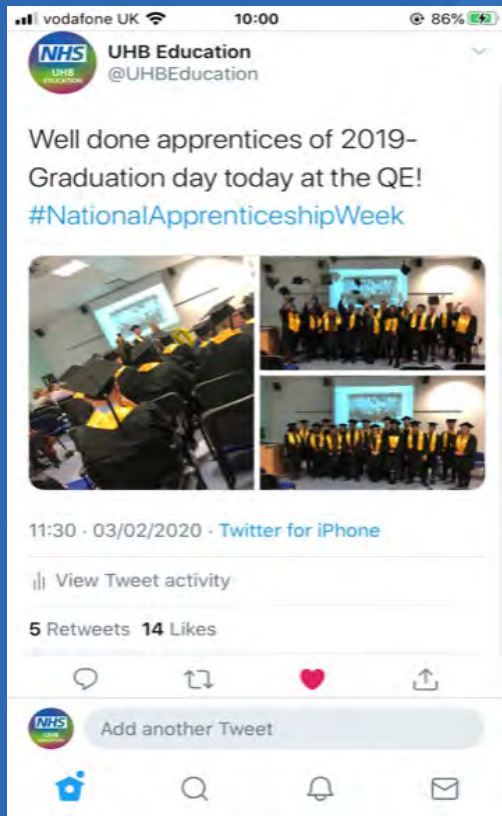 vodafone UK 10:00 86%
NHS UHB Education
UHB @UHBEducation
EDUCATION
Well done apprentices of 2019-
Graduation day today at the QE!
#NationalApprenticeshipWeek
11:30 · 03/02/2020 · Twitter for iPhone
View Tweet activity
5 Retweets 14 Likes
NHS Add another Tweet